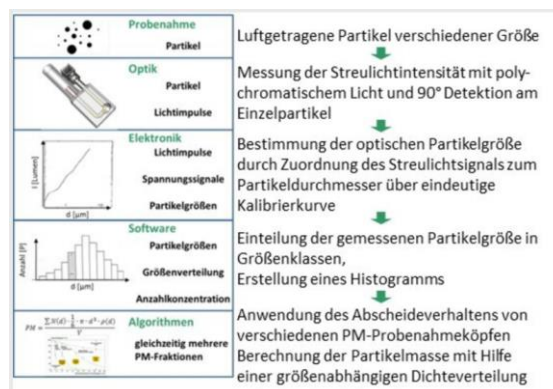 Probenahme
Partikel
Luftgetragene Partikel verschiedener Größe
Optik
Partikel
Lichtimpulse
Messung der Streulichtintensität mit poly-
chromatischem Licht und 90° Detektion am
Einzelpartikel
Elektronik
Lichtimpulse
Spannungssignale
Partikelgrößen
I [Lumen]
d [µm]
Bestimmung der optischen Partikelgröße
durch Zuordnung des Streulichtsignals zum
Partikeldurchmesser über eindeutige
Kalibrierkurve
Software
Partikelgrößen
Größenverteilung
Anzahlkonzentration
Anzahl [P]
d [µm]
Einteilung der gemessenen Partikelgröße in
Größenklassen,
Erstellung eines Histogramms
Algorithmen
gleichzeitig mehrere
PM-Fraktionen
Anwendung des Abscheideverhaltens von
verschiedenen PM-Probenahmeköpfen
Berechnung der Partikelmasse mit Hilfe
einer größenabhängigen Dichteverteilung